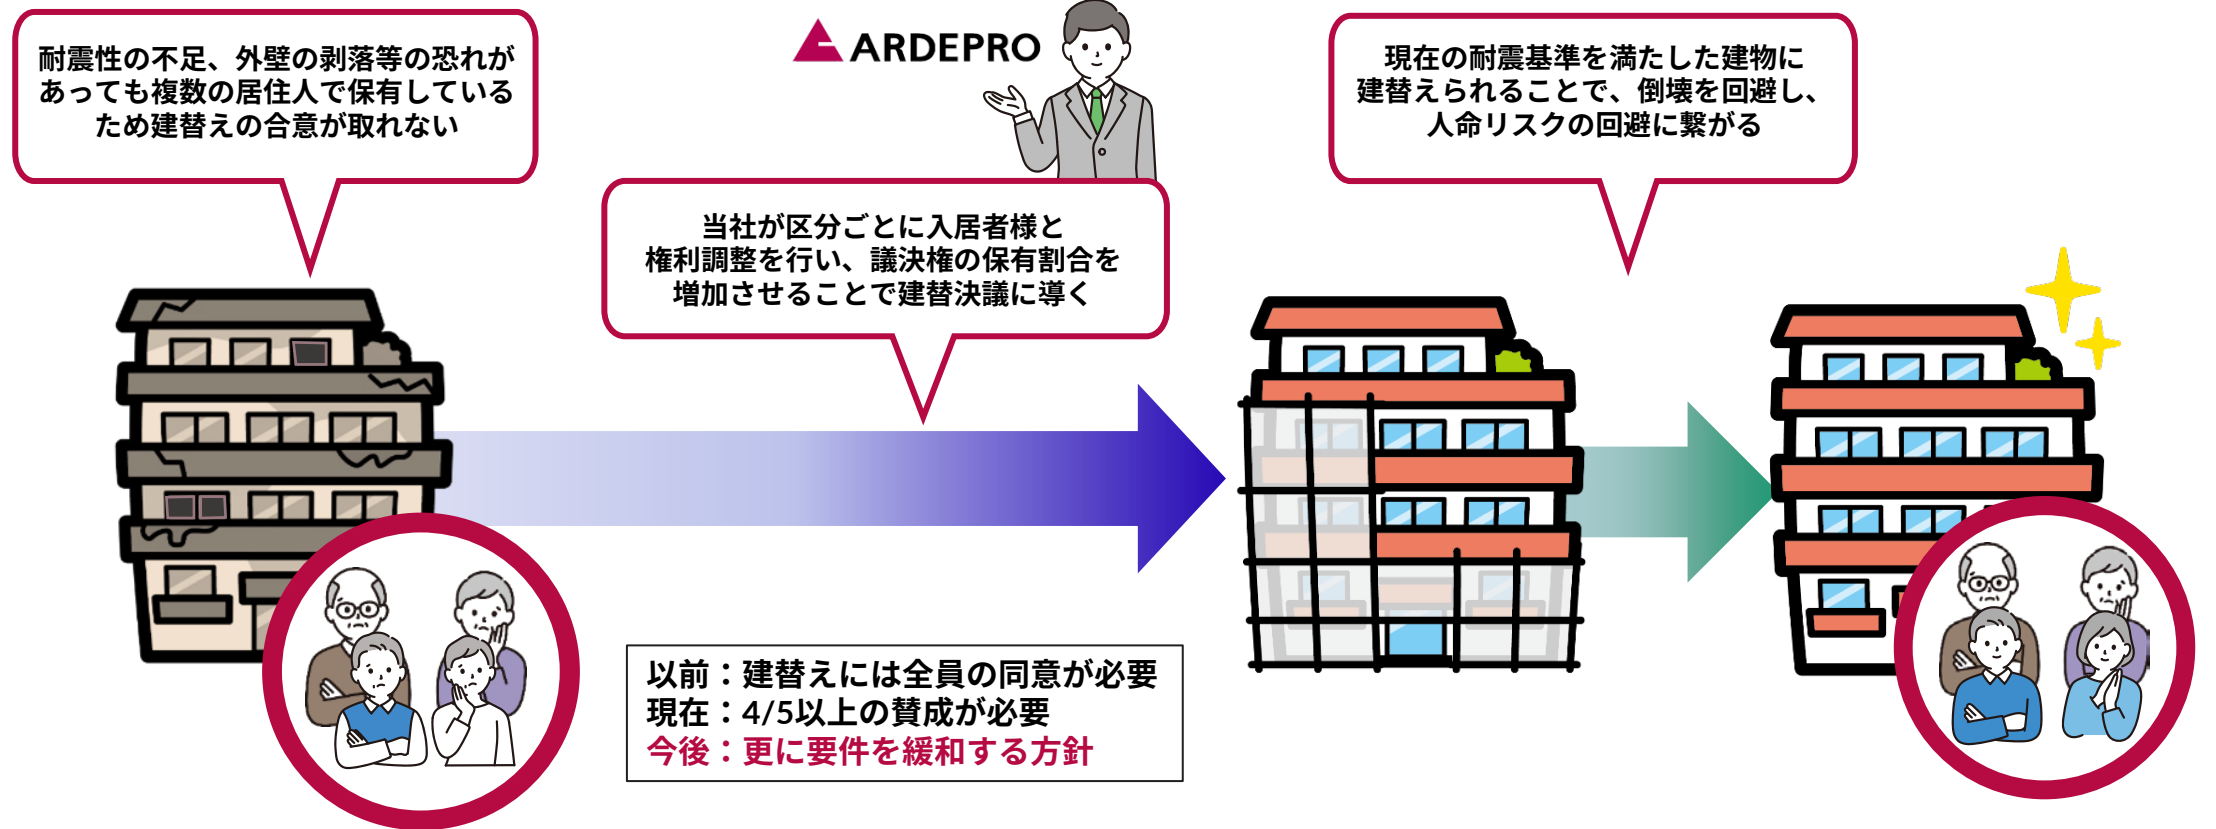 耐震性の不足、外壁の剥落等の恐れが
あっても複数の居住人で保有している
ため建替えの合意が取れない
ARDEPRO
当社が区分ごとに入居者様と
権利調整を行い、議決権の保有割合を
増加させることで建替決議に導く
現在の耐震基準を満たした建物に
建替えられることで、倒壊を回避し、
人命リスクの回避に繋がる
以前：建替えには全員の同意が必要
現在：4/5以上の賛成が必要
今後：更に要件を緩和する方針